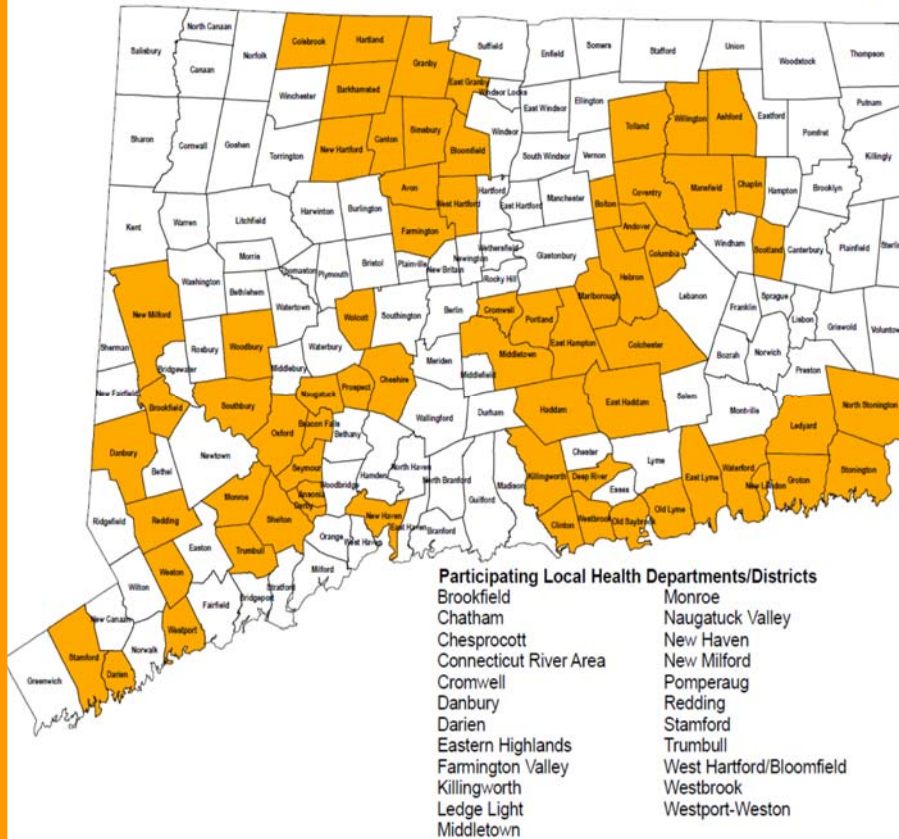 North Canaan
Salisbury
Canaan
Norfolk
Colebrook
Hartland
Granby
East Granby
Suffield
Windsor Locks
Enfield
Somers
Stafford
Union
Woodstock
Thompson
Winchester
Barkhamsted
Simsbury
Windsor
East Windsor
Ellington
Tolland
Willington
Ashford
Eastford
Pomfret
Putnam
Killingly
Sharon
Cornwall
Goshen
Torrington
New Hartford
Canton
Bloomfield
South Windsor
Vernon
Kent
Warren
Litchfield
Harwinton
Burlington
Avon
West Hartford
Hartford
East Hartford
Manchester
Bolton
Coventry
Mansfield
Chaplin
Hampton
Brooklyn
Farmington
Andover
Columbia
Windham
Scotland
Canterbury
Plainfield
Morris
Washington
Bethlehem
Thomaston
Plymouth
Bristol
Plainville
New Britain
Newington
Wethersfield
Rocky Hill
Glastonbury
Marlborough
Hebron
Lebanon
Franklin
Sprague
Lisbon
Griswold
New Milford
Watertown
Wolcott
Southington
Berlin
Cromwell
Portland
East Hampton
Colchester
Bozrah
Norwich
Sherman
Bridgewater
Roxbury
Woodbury
Middlebury
Waterbury
Cheshire
Meriden
Middlefield
Middletown
Preston
New Fairfield
Brookfield
Southbury
Naugatuck
Prospect
Wallingford
Durham
Haddam
East Haddam
Salem
Montville
Ledyard
North Stonington
Danbury
Bethel
Newtown
Oxford
Beacon Falls
Bethany
Seymour
Woodbridge
Hamden
North Haven
North Branford
Guilford
Madison
Killingworth
Chester
Deep River
Essex
Lyme
East Lyme
Waterford
New London
Groton
Stonington
Ridgefield
Redding
Monroe
Shelton
Ansonia
Derby
New Haven
East Haven
Branford
Clinton
Westbrook
Old Saybrook
Old Lyme
Easton
Trumbull
Orange
West Haven
Milford
Wilton
Weston
Fairfield
Bridgeport
Stratford
New Canaan
Norwalk
Westport
Greenwich
Stamford
Darien
Participating Local Health Departments/Districts
Brookfield
Chatham
Chesprocott
Connecticut River Area
Cromwell
Danbury
Darien
Eastern Highlands
Farmington Valley
Killingworth
Ledge Light
Middletown
Monroe
Naugatuck Valley
New Haven
New Milford
Pomperaug
Redding
Stamford
Trumbull
West Hartford/Bloomfield
Westbrook
Westport-Weston